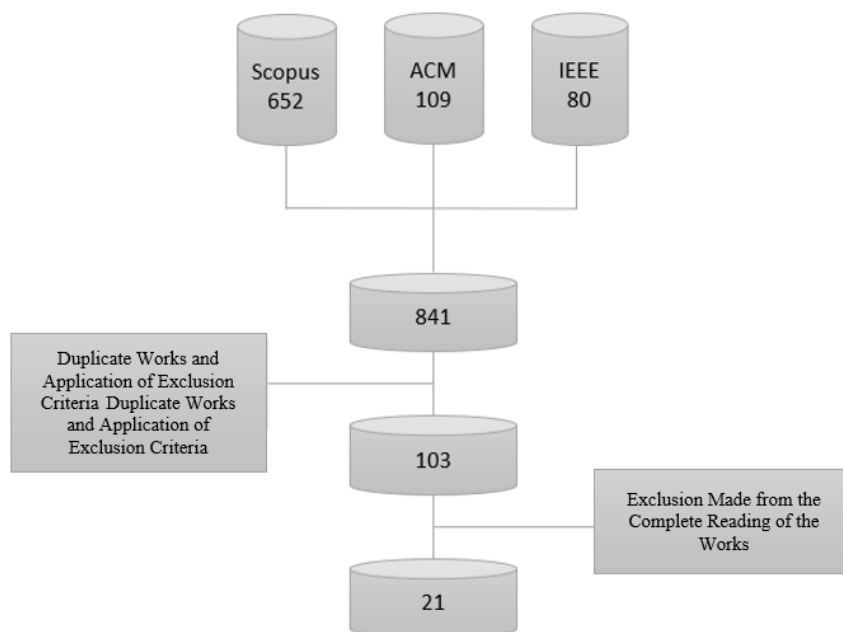 Scopus
652
ACM
109
IEEE
80
841
Duplicate Works and
Application of Exclusion
Criteria Duplicate Works
and Application of
Exclusion Criteria
103
Exclusion Made from the
Complete Reading of the
Works
21